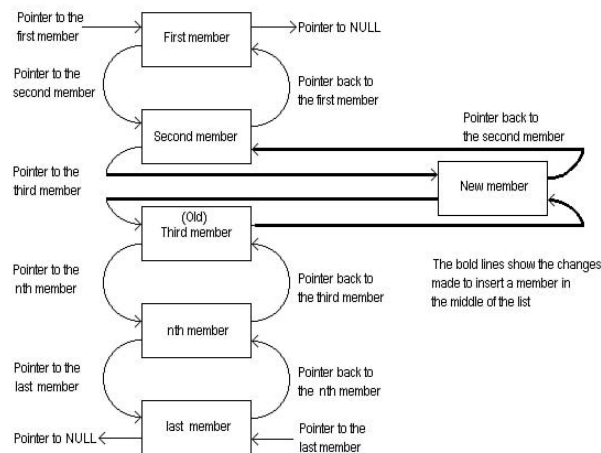 Pointer to the
first member
First member
Pointer to NULL
Pointer to the
second member
Pointer back to
the first member
Second member
Pointer back to
the second member
Pointer to the
third member
New member
(Old)
Third member
Pointer to the
nth member
Pointer back to
the third member
The bold lines show the changes
made to insert a member in
the middle of the list
nth member
Pointer to the
last member
Pointer back to
the nth member
last member
Pointer to NULL
Pointer to the
last member